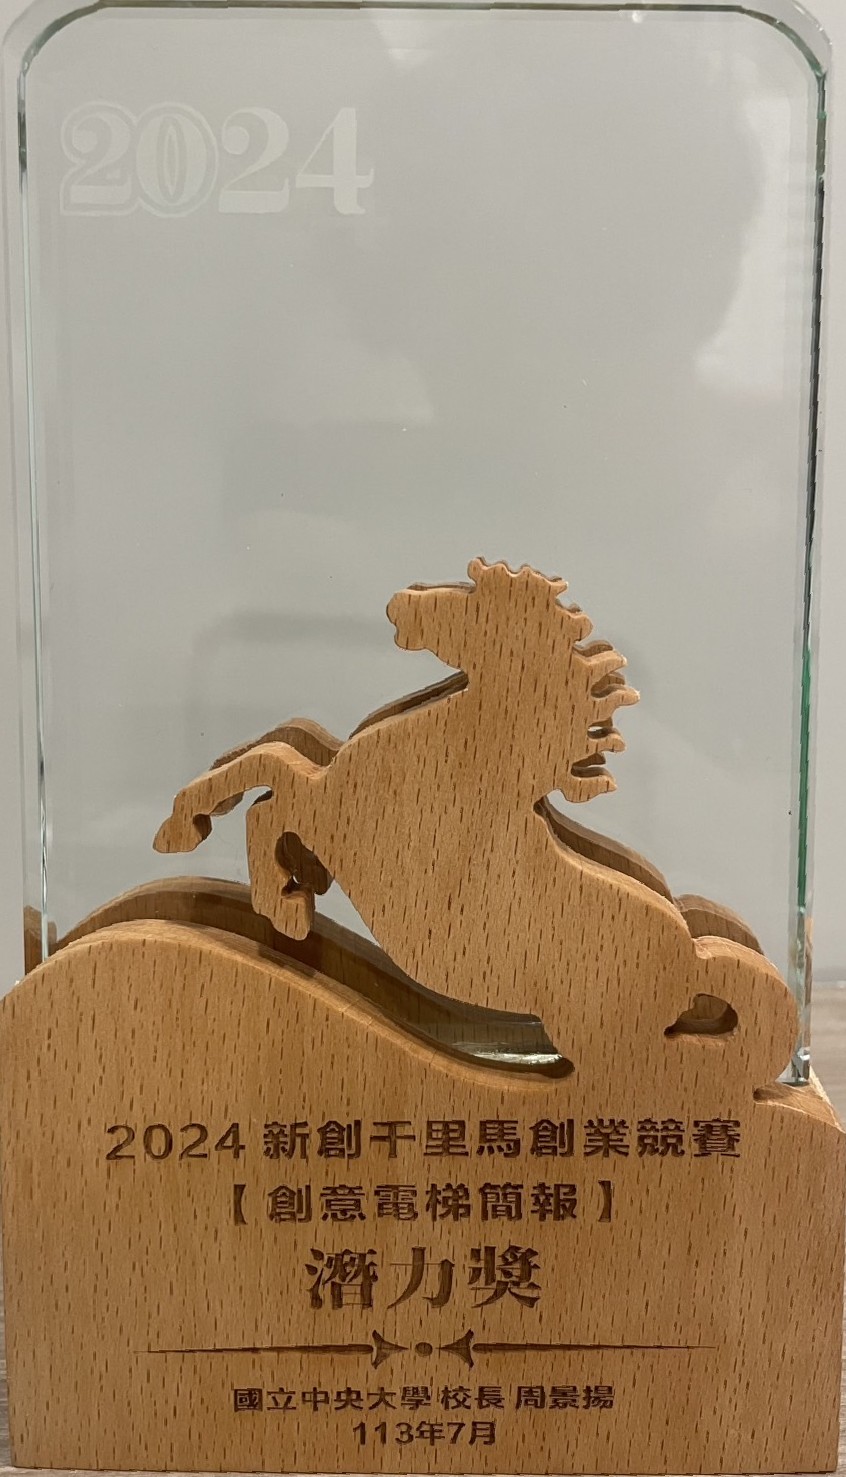 2024
2024 新創千里馬創業競賽
【創意電梯簡報】
潛力獎
國立中央大學 校長 周景揚
113年7月